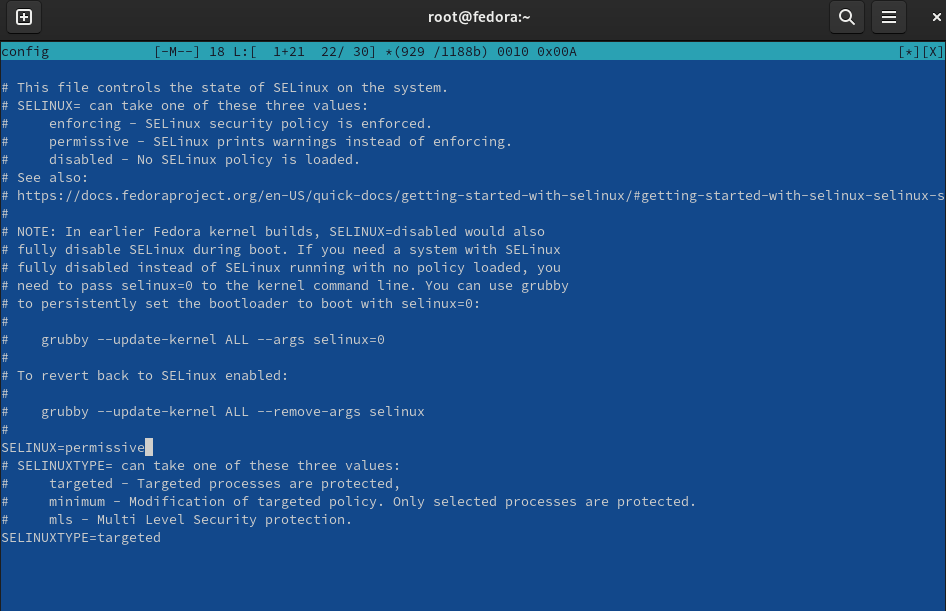 root@fedora:~
config [-M--] 18 L:[ 1+21 22/ 30] *(929 /1188b) 0010 0x00A [*][X]
# This file controls the state of SELinux on the system.
# SELINUX= can take one of these three values:
#     enforcing - SELinux security policy is enforced.
#     permissive - SELinux prints warnings instead of enforcing.
#     disabled - No SELinux policy is loaded.
# See also:
# https://docs.fedoraproject.org/en-US/quick-docs/getting-started-with-selinux/#getting-started-with-selinux-selinux-s
#
# NOTE: In earlier Fedora kernel builds, SELINUX=disabled would also
# fully disable SELinux during boot. If you need a system with SELinux
# fully disabled instead of SELinux running with no policy loaded, you
# need to pass selinux=0 to the kernel command line. You can use grubby
# to persistently set the bootloader to boot with selinux=0:
#
#    grubby --update-kernel ALL --args selinux=0
#
# To revert back to SELinux enabled:
#
#    grubby --update-kernel ALL --remove-args selinux
#
SELINUX=permissive
# SELINUXTYPE= can take one of these three values:
#     targeted - Targeted processes are protected,
#     minimum - Modification of targeted policy. Only selected processes are protected.
#     mls - Multi Level Security protection.
SELINUXTYPE=targeted